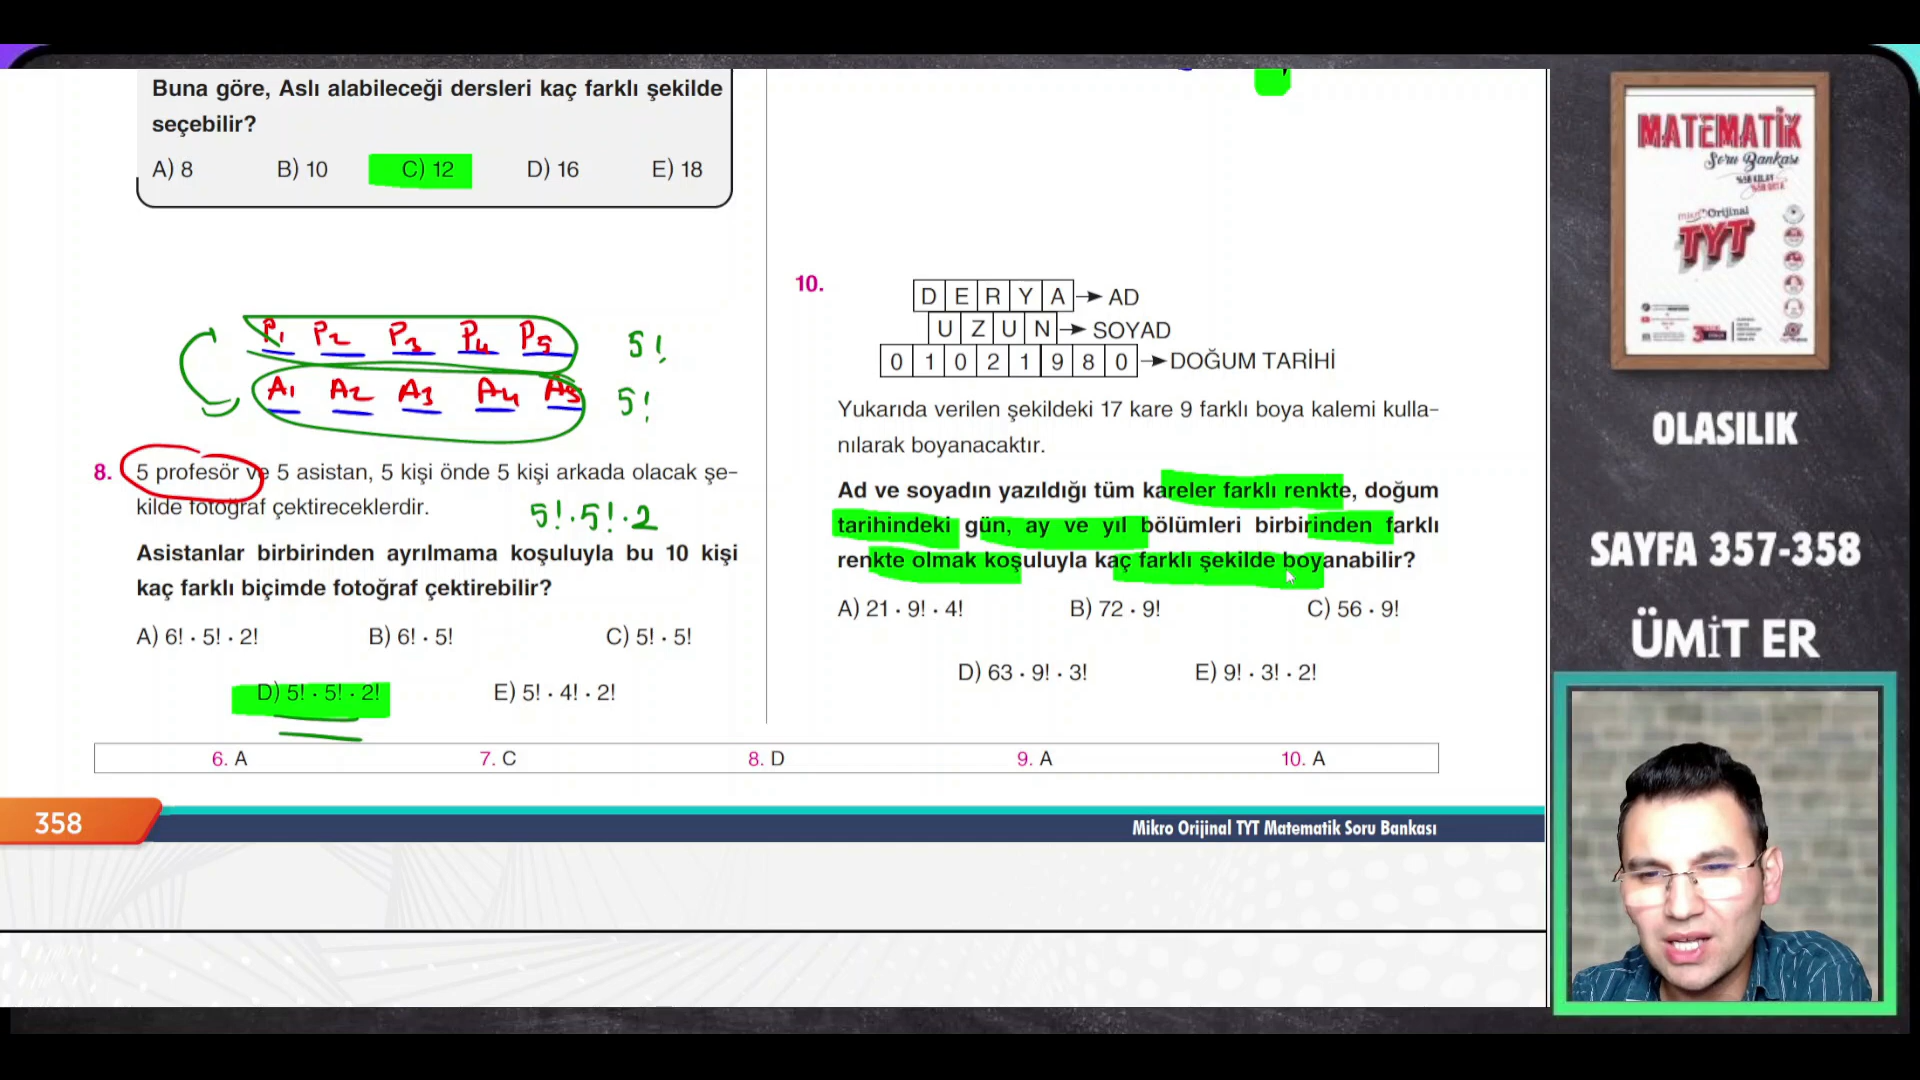 Buna göre, Aslı alabileceği dersleri kaç farklı şekilde
seçebilir?
A) 8 B) 10 C) 12 D) 16 E) 18
P1 P2 P3 P4 P5 5!
A1 A2 A3 A4 A5 5!
8. 5 profesör ve 5 asistan, 5 kişi önde 5 kişi arkada olacak şe-
kilde fotoğraf çektireceklerdir.
5! · 5! · 2
Asistanlar birbirinden ayrılmama koşuluyla bu 10 kişi
kaç farklı biçimde fotoğraf çektirebilir?
A) 6! · 5! · 2! B) 6! · 5! C) 5! · 5!
D) 5! · 5! · 2! E) 5! · 4! · 2!
10.
D E R Y A → AD
U Z U N → SOYAD
0 1 0 2 1 9 8 0 → DOĞUM TARİHİ
Yukarıda verilen şekildeki 17 kare 9 farklı boya kalemi kulla-
nılarak boyanacaktır.
Ad ve soyadın yazıldığı tüm kareler farklı renkte, doğum
tarihindeki gün, ay ve yıl bölümleri birbirinden farklı
renkte olmak koşuluyla kaç farklı şekilde boyanabilir?
A) 21 · 9! · 4! B) 72 · 9! C) 56 · 9!
D) 63 · 9! · 3! E) 9! · 3! · 2!
6. A 7. C 8. D 9. A 10. A
358
Mikro Orijinal TYT Matematik Soru Bankası
MATEMATİK
Soru Bankası
Orijinal
TYT
OLASILIK
SAYFA 357-358
ÜMİT ER